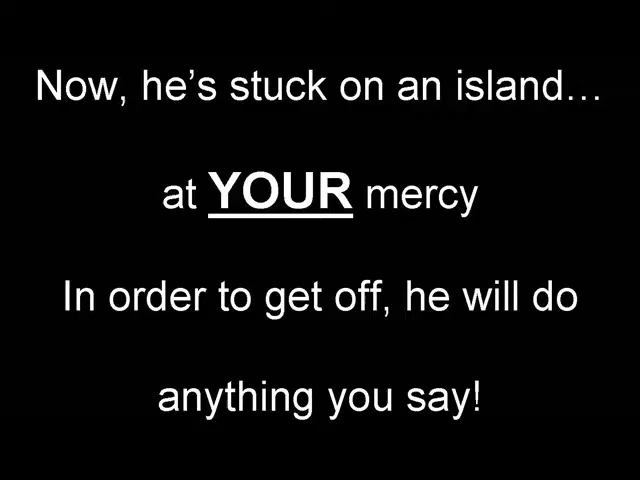 Now, he’s stuck on an island…
at YOUR mercy
In order to get off, he will do
anything you say!